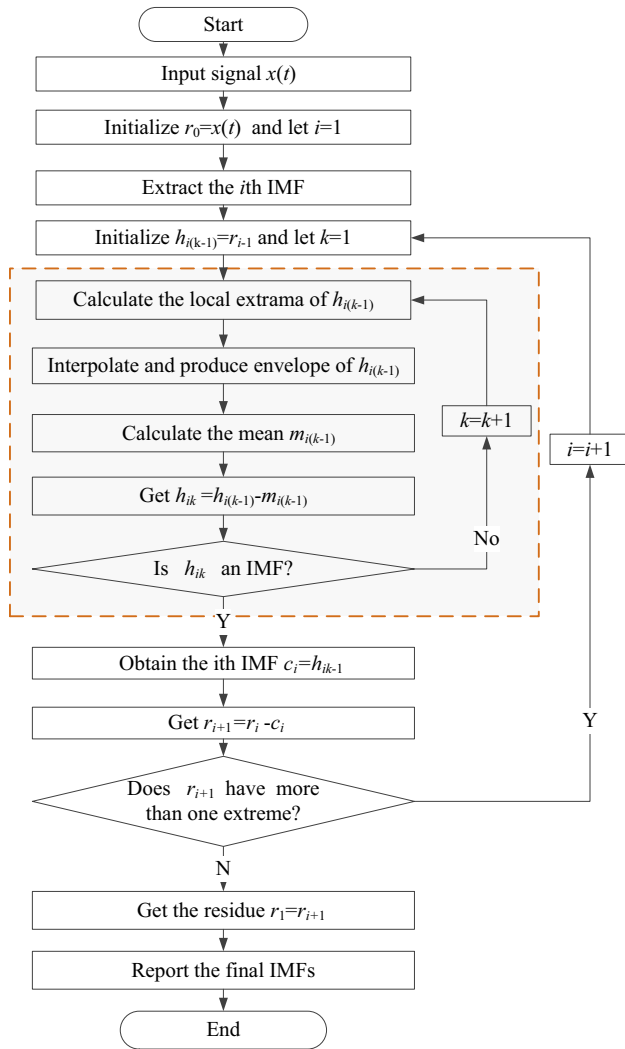 Start
Input signal x(t)
Initialize r0=x(t) and let i=1
Extract the ith IMF
Initialize hi(k-1)=ri-1 and let k=1
Calculate the local extrama of hi(k-1)
Interpolate and produce envelope of hi(k-1)
k=k+1
Calculate the mean mi(k-1)
i=i+1
Get hik =hi(k-1)-mi(k-1)
No
Is hik an IMF?
Y
Obtain the ith IMF ci=hik-1
Get ri+1=ri -ci
Y
Does ri+1 have more
than one extreme?
N
Get the residue r1=ri+1
Report the final IMFs
End